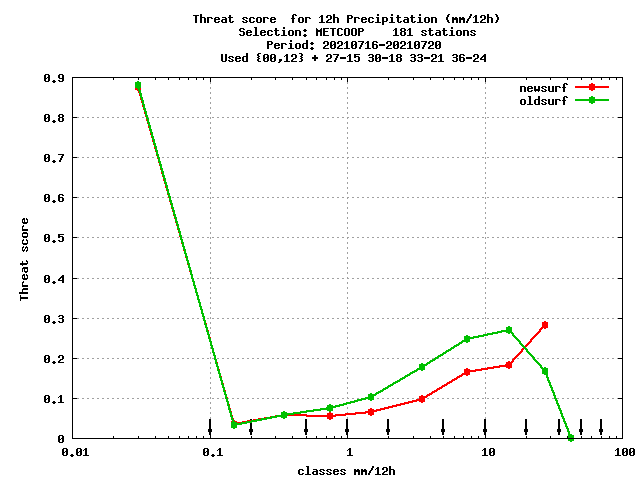 Threat score  for 12h Precipitation (mm/12h)
Selection: METCOOP    181 stations
Period: 20210716-20210720
Used {00,12} + 27-15 30-18 33-21 36-24
newsurf
oldsurf
0.9
0.8
0.7
0.6
0.5
0.4
0.3
0.2
0.1
0
Threat score
0.01
0.1
1
10
100
classes mm/12h